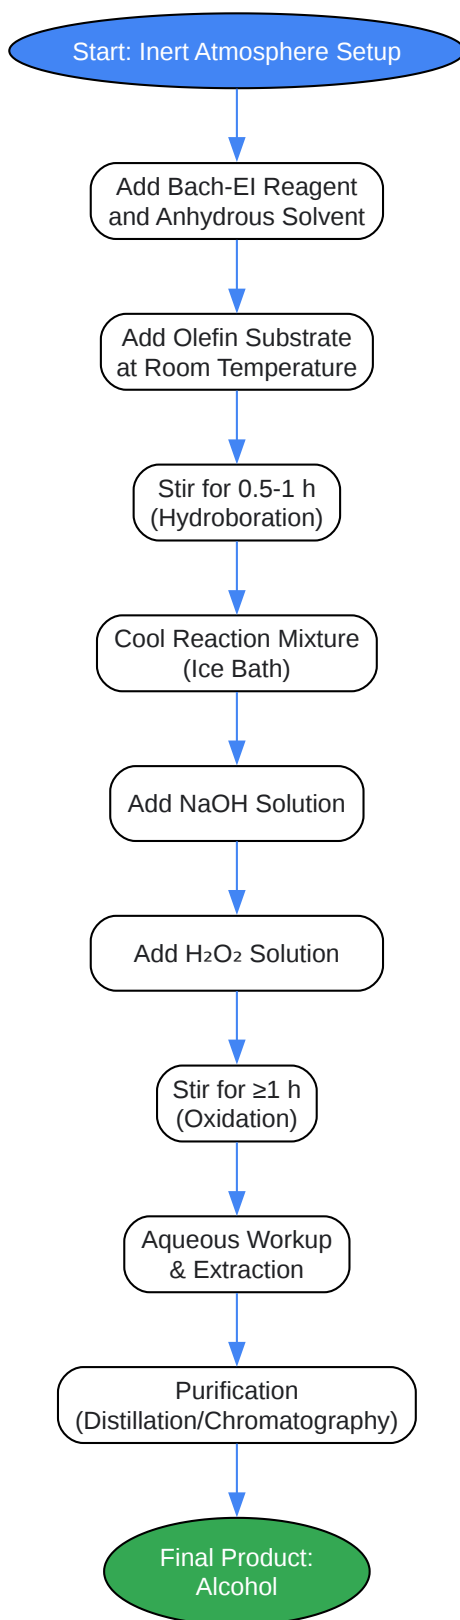 Start: Inert Atmosphere Setup
Add Bach-EI Reagent
and Anhydrous Solvent
Add Olefin Substrate
at Room Temperature
Stir for 0.5-1 h
(Hydroboration)
Cool Reaction Mixture
(Ice Bath)
Add NaOH Solution
Add H₂O₂ Solution
Stir for ≥1 h
(Oxidation)
Aqueous Workup
& Extraction
Purification
(Distillation/Chromatography)
Final Product:
Alcohol